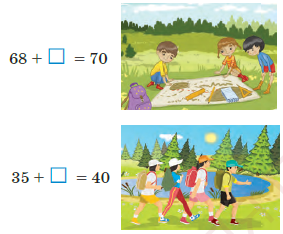 68 + □ = 70
35 + □ = 40